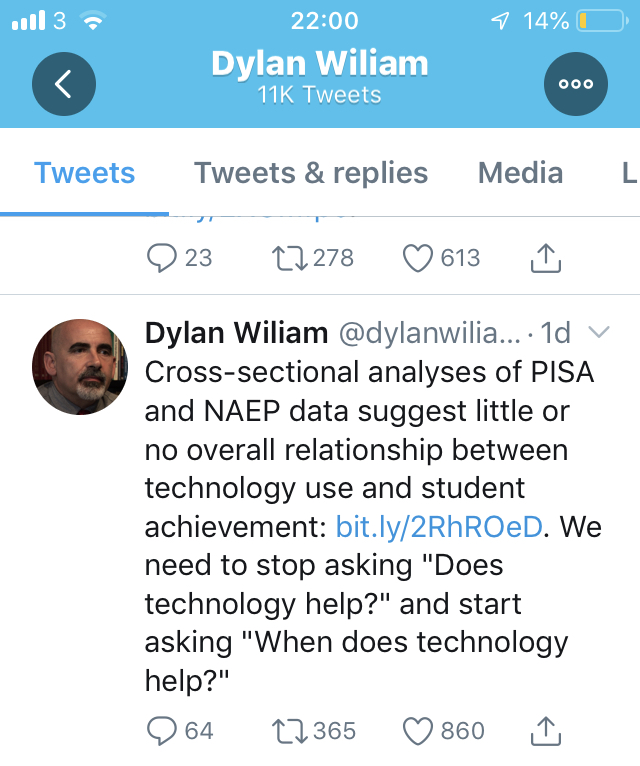 3 22:00 14%
Dylan Wiliam
11K Tweets
Tweets Tweets & replies Media L
23 278 613
Dylan Wiliam @dylanwilia... · 1d
Cross-sectional analyses of PISA
and NAEP data suggest little or
no overall relationship between
technology use and student
achievement: bit.ly/2RhROeD. We
need to stop asking "Does
technology help?" and start
asking "When does technology
help?"
64 365 860